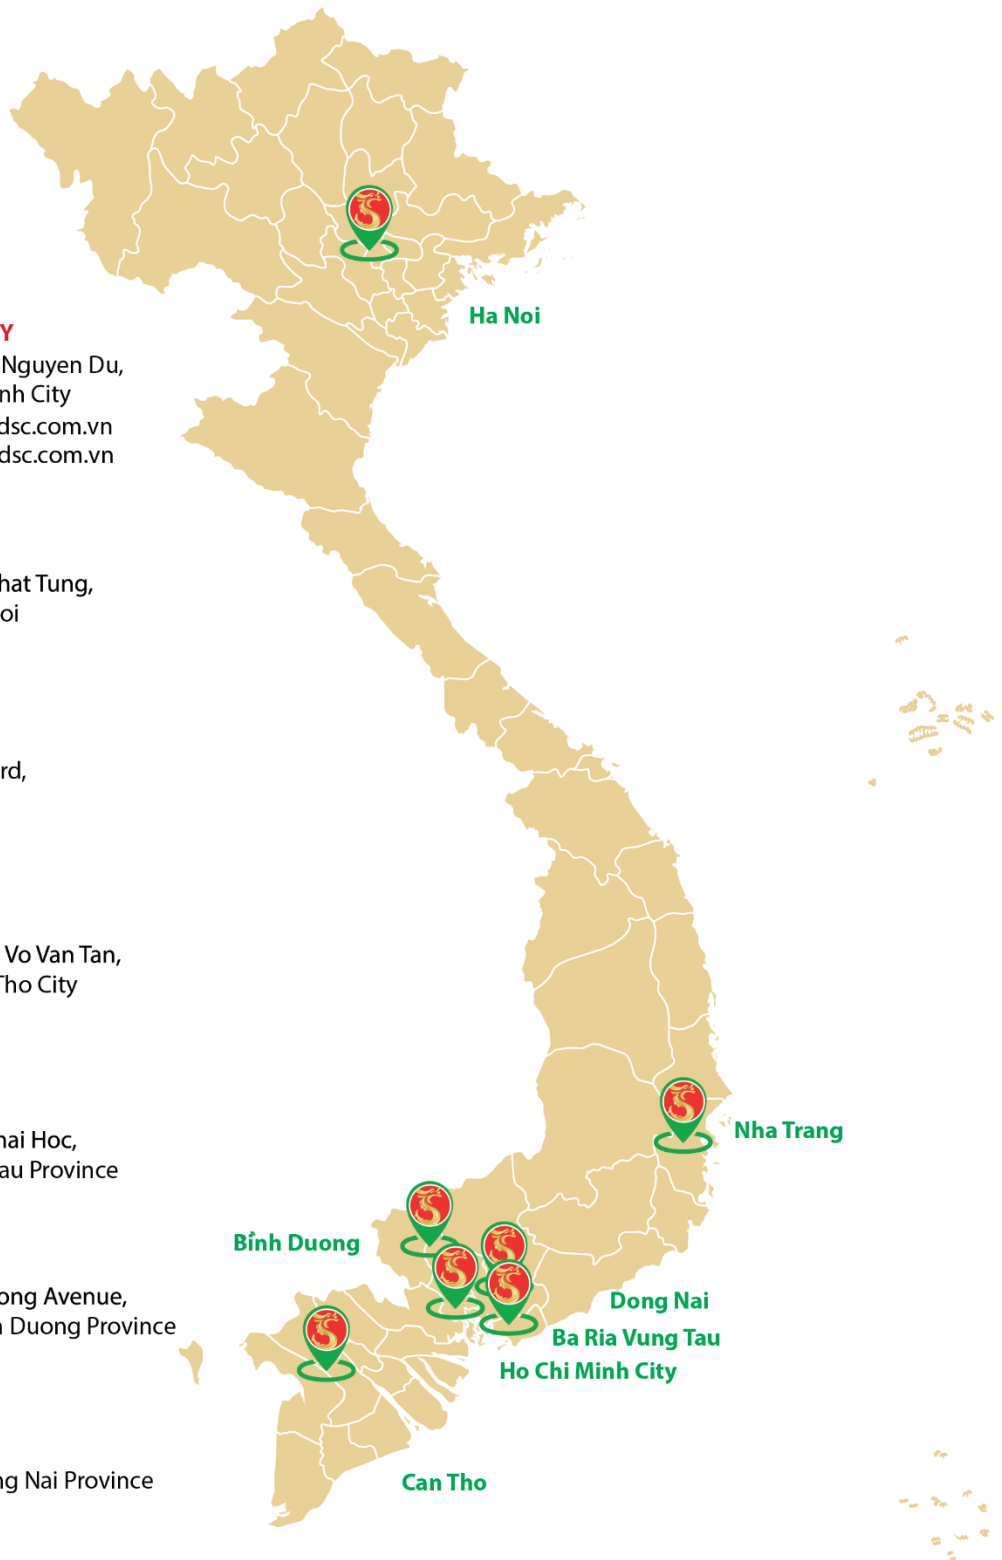 Ha Noi
Y
Nguyen Du,
nh City
dsc.com.vn
dsc.com.vn
hat Tung,
oi
rd,
Vo Van Tan,
Tho City
Nha Trang
hai Hoc,
au Province
Bình Duong
ong Avenue,
Duong Province
Dong Nai
Ba Ria Vung Tau
Ho Chi Minh City
ng Nai Province
Can Tho